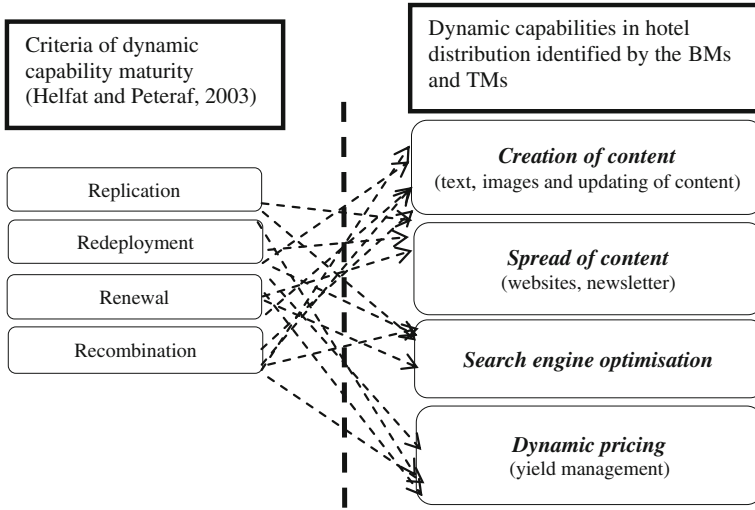 Criteria of dynamic
capability maturity
(Helfat and Peteraf, 2003)
Replication
Redeployment
Renewal
Recombination
Dynamic capabilities in hotel
distribution identified by the BMs
and TMs
Creation of content
(text, images and updating of content)
Spread of content
(websites, newsletter)
Search engine optimisation
Dynamic pricing
(yield management)